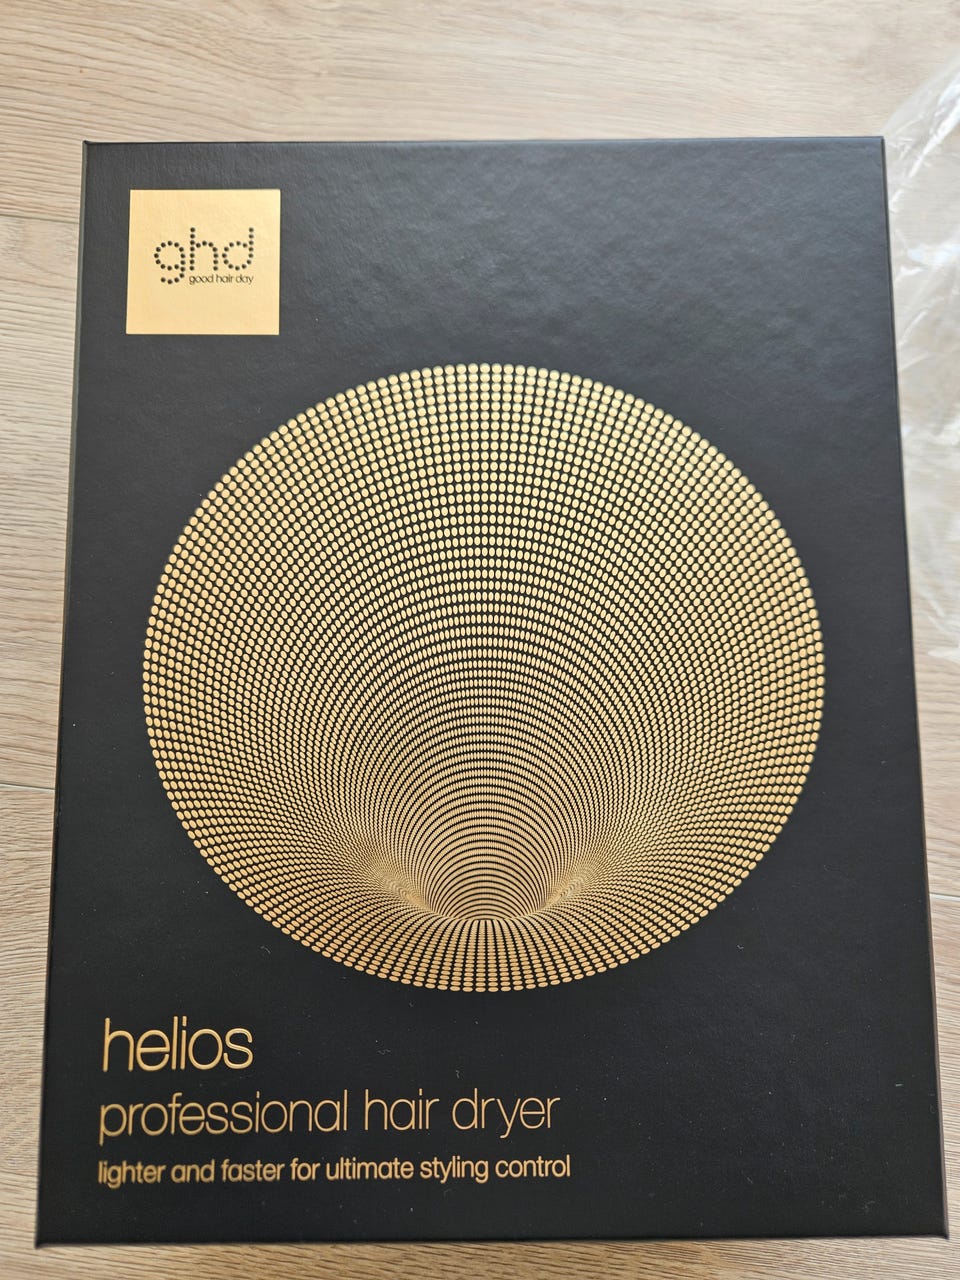 ghd
good hair day
helios
professional hair dryer
lighter and faster for ultimate styling control